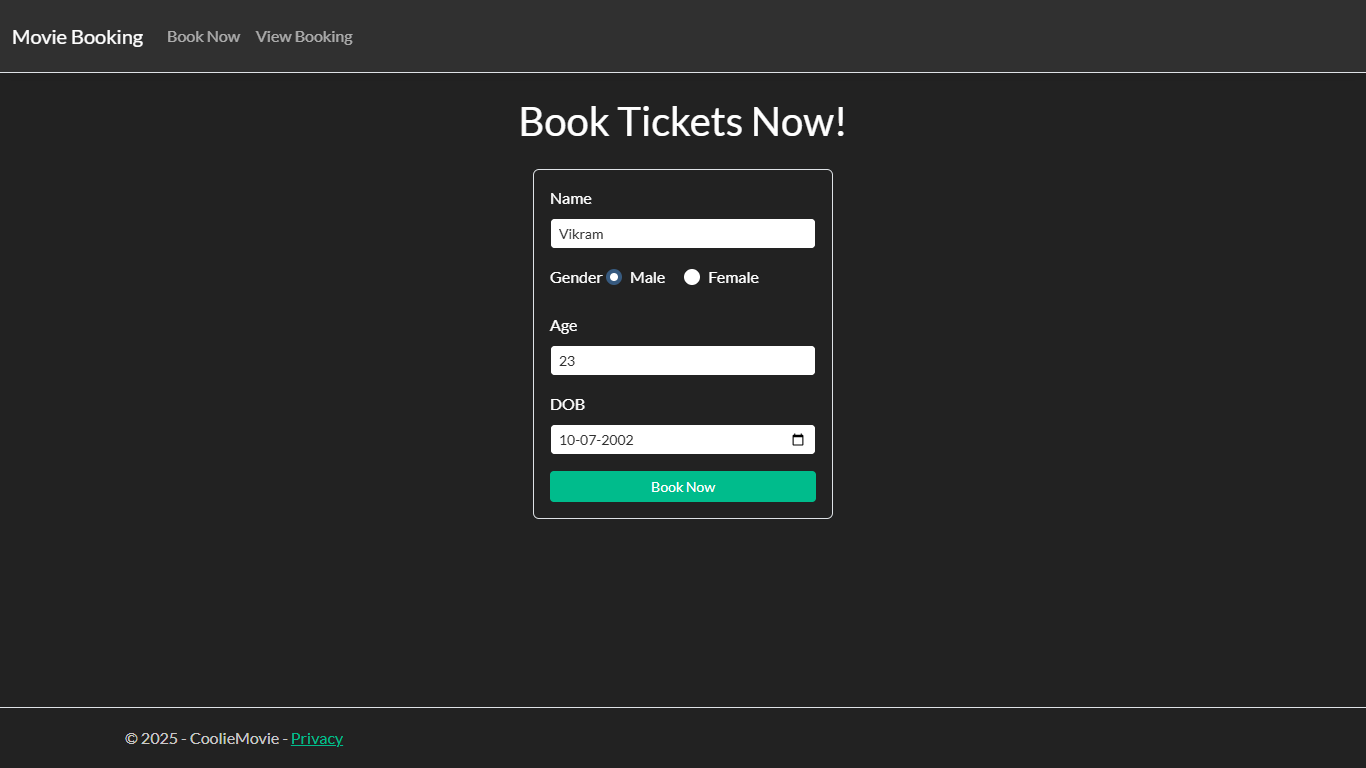 Movie Booking Book Now View Booking
Book Tickets Now!
Name
Vikram
Gender Male Female
Age
23
DOB
10-07-2002
Book Now
© 2025 - CoolieMovie - Privacy